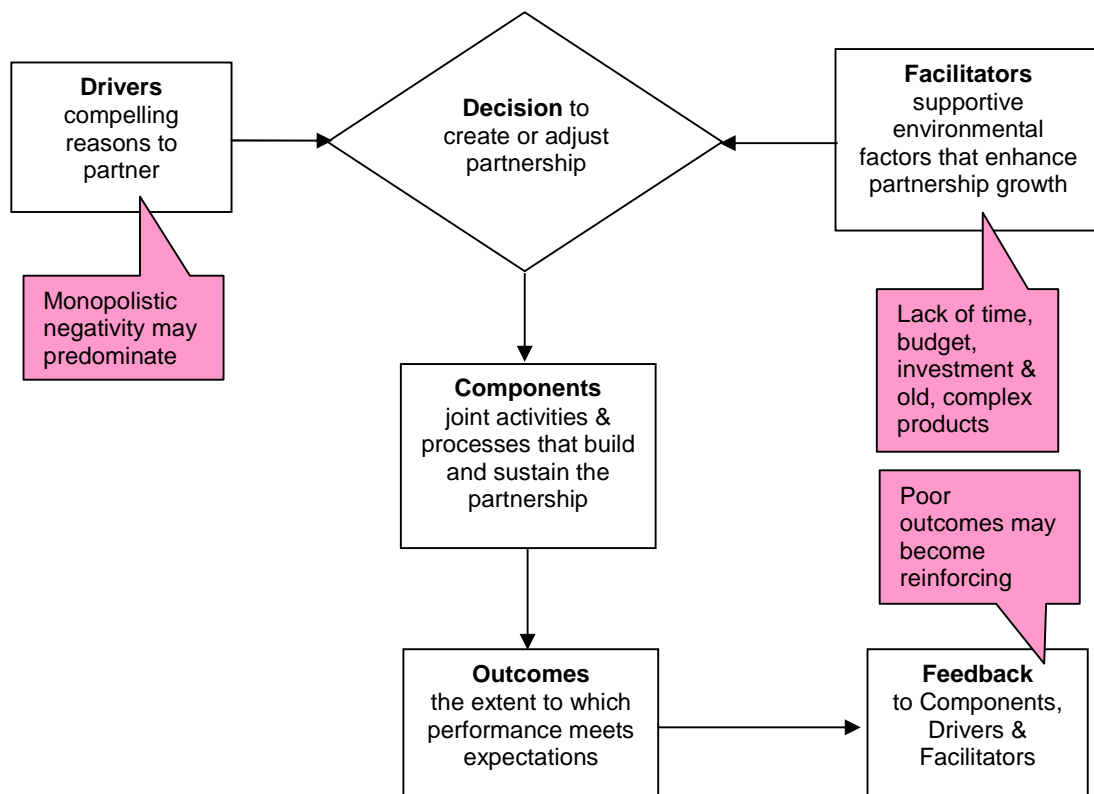 Drivers
compelling
reasons to
partner
Decision to
create or adjust
partnership
Facilitators
supportive
environmental
factors that enhance
partnership growth
Monopolistic
negativity may
predominate
Lack of time,
budget,
investment &
old, complex
products
Components
joint activities &
processes that build
and sustain the
partnership
Poor
outcomes may
become
reinforcing
Outcomes
the extent to which
performance meets
expectations
Feedback
to Components,
Drivers &
Facilitators